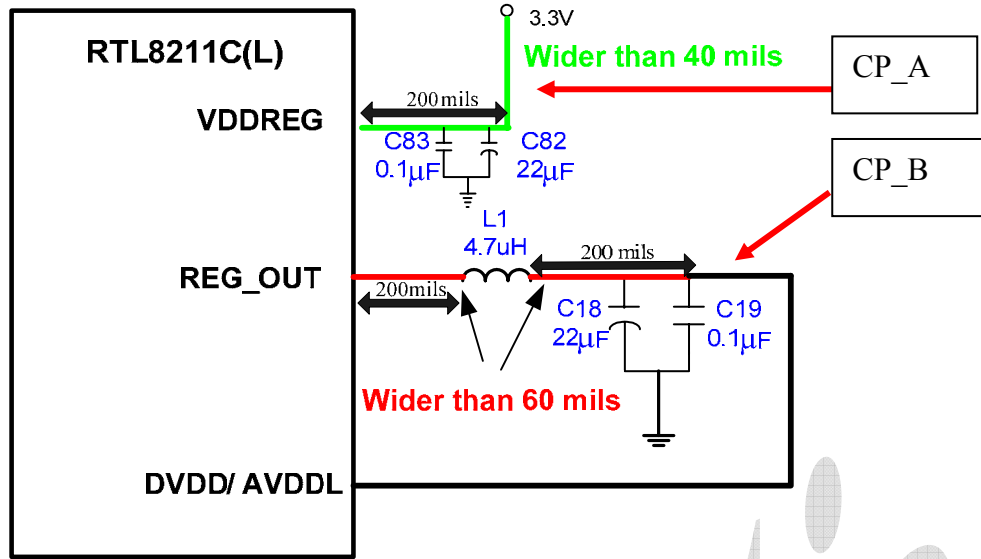 3.3V
RTL8211C(L)
Wider than 40 mils
CP_A
200mils
VDDREG
C83
0.1µF
C82
22µF
CP_B
L1
4.7uH
200 mils
REG_OUT
200mils
C18
22µF
C19
0.1µF
Wider than 60 mils
DVDD/ AVDDL